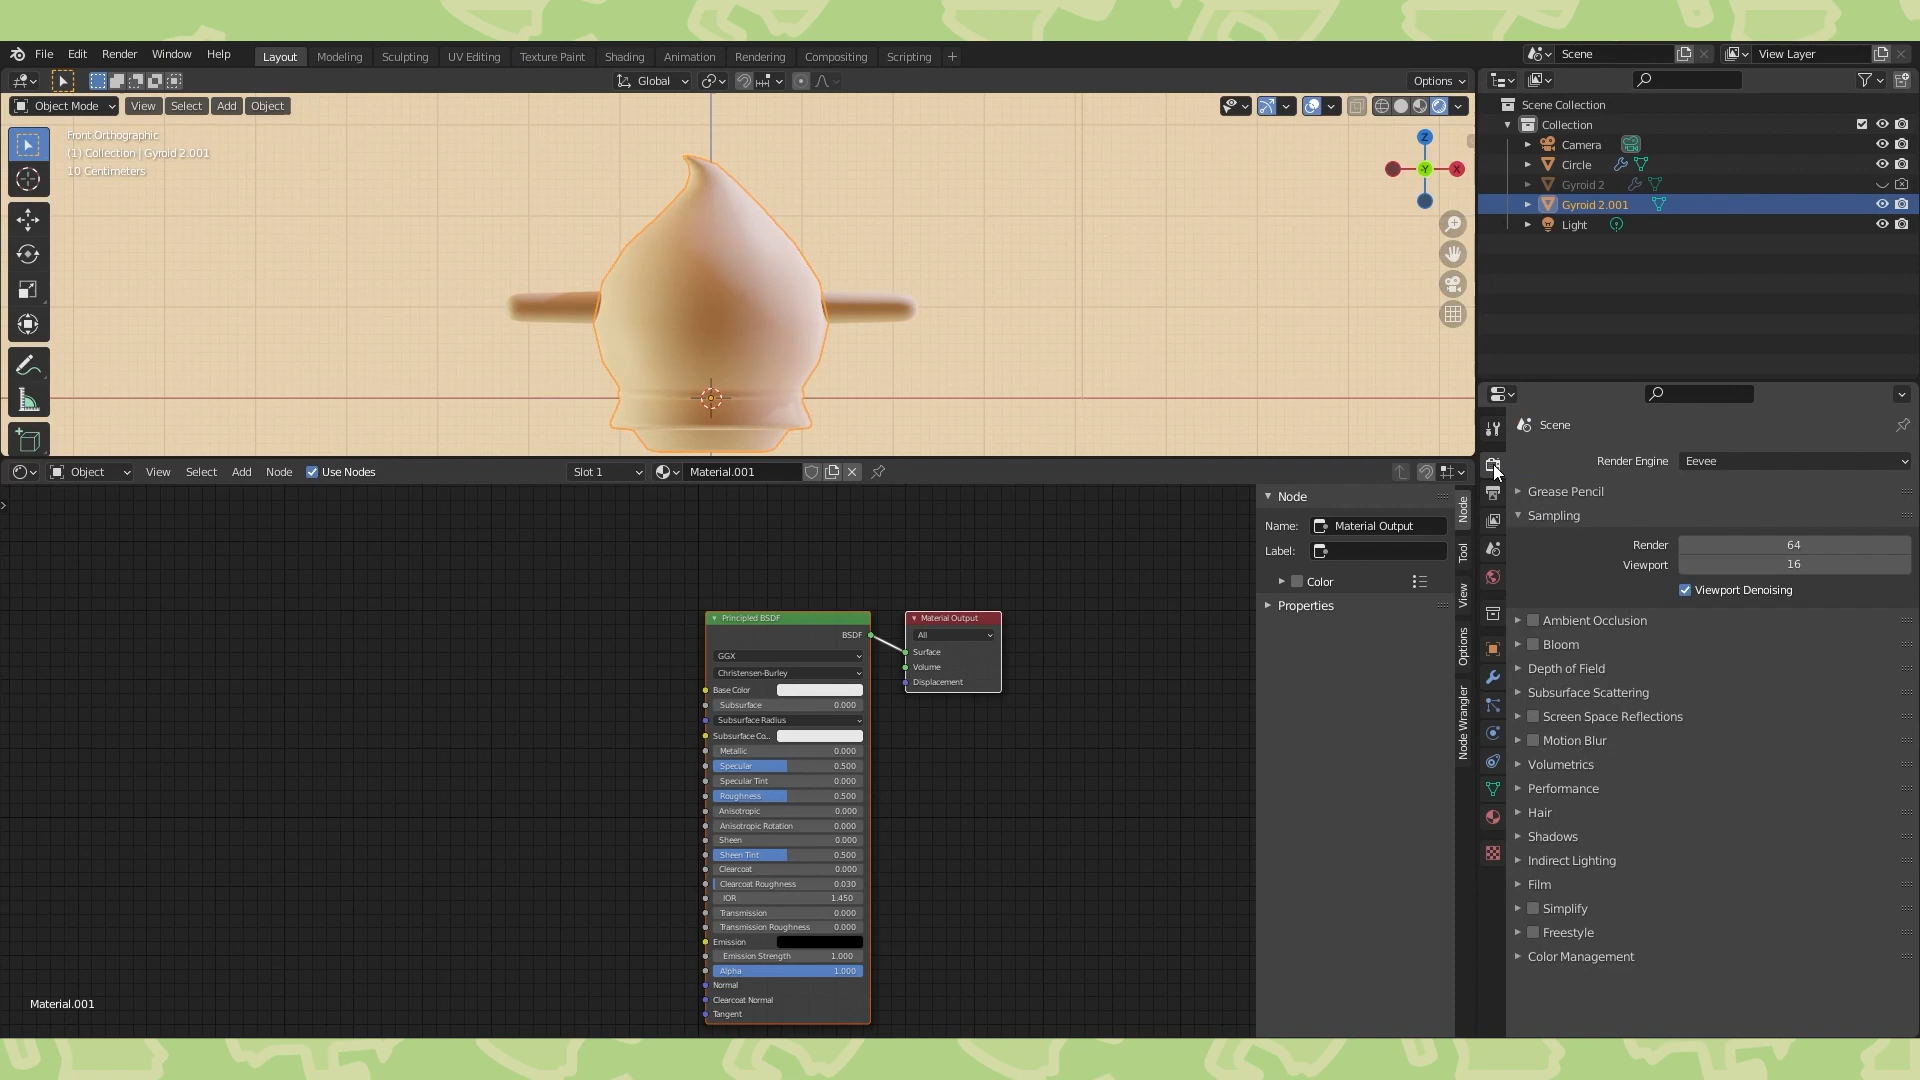 File Edit Render Window Help Layout Modeling Sculpting UV Editing Texture Paint Shading Animation Rendering Compositing Scripting + Scene View Layer
Global Options
Object Mode View Select Add Object
Front Orthographic
(1) Collection | Gyroid 2.001
10 Centimeters
Z
Y
X
Scene Collection
Collection
Camera
Circle
Gyroid 2
Gyroid 2.001
Light
Object View Select Add Node Use Nodes Slot 1 Material.001
Node
Name: Material Output
Label:
Color
Properties
Node
Tool
View
Options
Node Wrangler
Principled BSDF
BSDF
GGX
Christensen-Burley
Base Color
Subsurface 0.000
Subsurface Radius
Subsurface Co..
Metallic 0.000
Specular 0.500
Specular Tint 0.000
Roughness 0.500
Anisotropic 0.000
Anisotropic Rotation 0.000
Sheen 0.000
Sheen Tint 0.500
Clearcoat 0.000
Clearcoat Roughness 0.030
IOR 1.450
Transmission 0.000
Transmission Roughness 0.000
Emission
Emission Strength 1.000
Alpha 1.000
Normal
Clearcoat Normal
Tangent
Material Output
All
Surface
Volume
Displacement
Material.001
Scene
Render Engine Eevee
Grease Pencil
Sampling
Render 64
Viewport 16
Viewport Denoising
Ambient Occlusion
Bloom
Depth of Field
Subsurface Scattering
Screen Space Reflections
Motion Blur
Volumetrics
Performance
Hair
Shadows
Indirect Lighting
Film
Simplify
Freestyle
Color Management